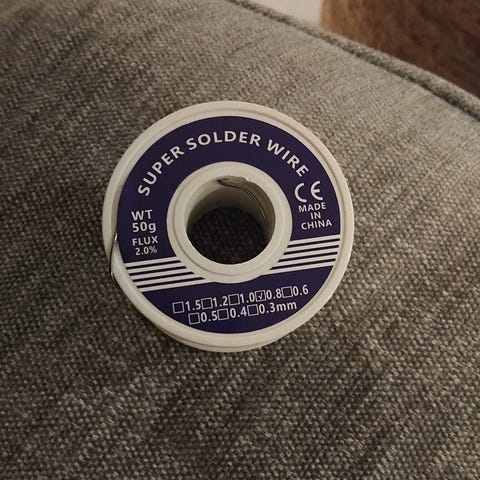 SUPER SOLDER WIRE
WT
50g
FLUX
2.0%
CE
MADE
IN
CHINA
☐1.5☐1.2☐1.0☑0.8☐0.6
☐0.5☐0.4☐0.3mm